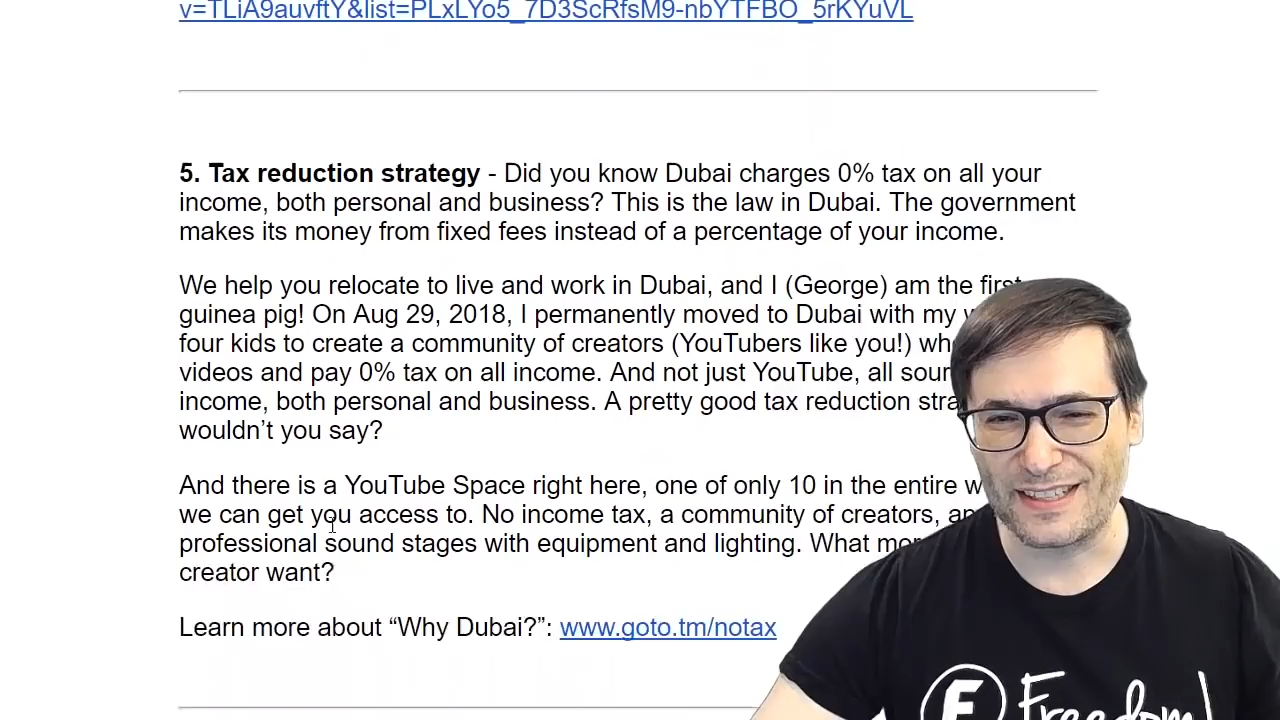 v=TLiA9auvftY&list=PLxLYo5_7D3ScRfsM9-nbYTFBO_5rKYuVL
5. Tax reduction strategy - Did you know Dubai charges 0% tax on all your
income, both personal and business? This is the law in Dubai. The government
makes its money from fixed fees instead of a percentage of your income.
We help you relocate to live and work in Dubai, and I (George) am the first
guinea pig! On Aug 29, 2018, I permanently moved to Dubai with my
four kids to create a community of creators (YouTubers like you!)
videos and pay 0% tax on all income. And not just YouTube, all
income, both personal and business. A pretty good tax reduction
wouldn't you say?
And there is a YouTube Space right here, one of only 10 in the entire
we can get you access to. No income tax, a community of creators,
professional sound stages with equipment and lighting. What
creator want?
Learn more about “Why Dubai?”: www.goto.tm/notax
F Freedom!